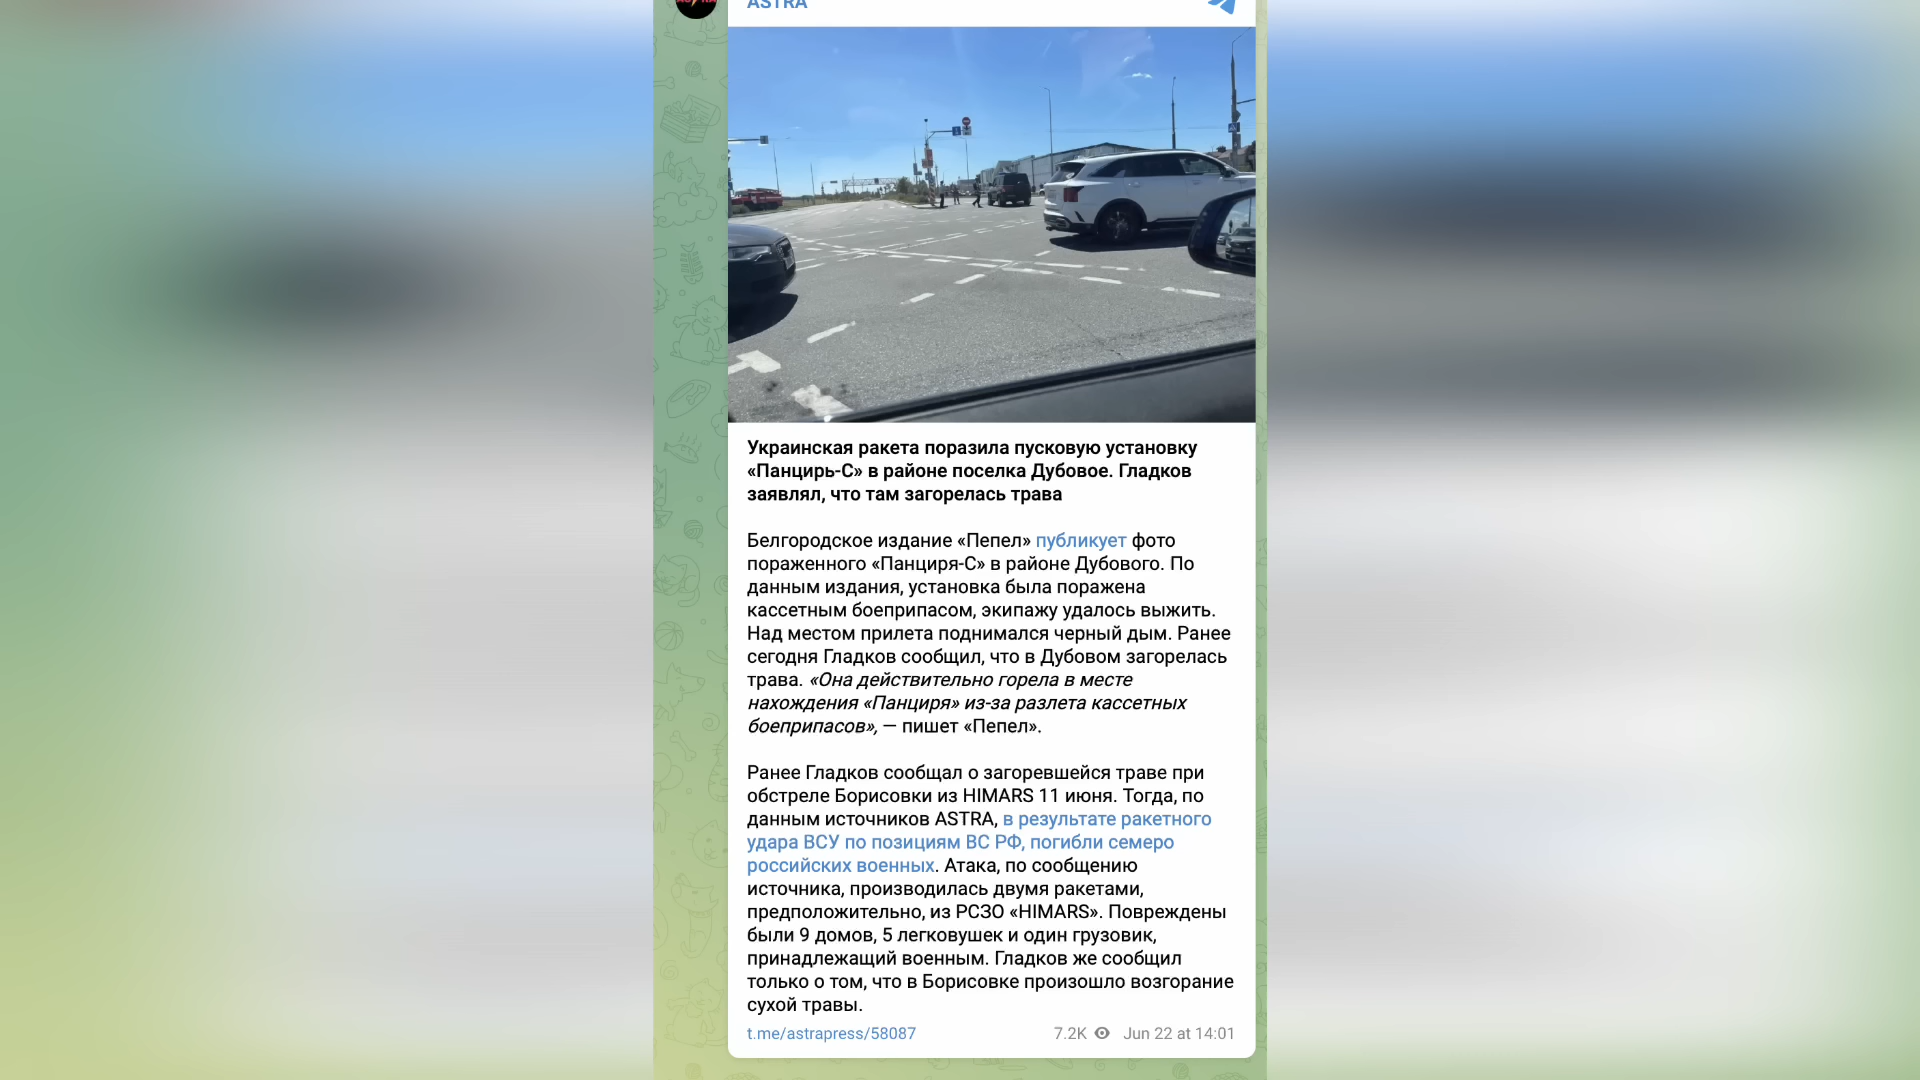 ASTRA
Украинская ракета поразила пусковую установку
«Панцирь-С» в районе поселка Дубовое. Гладков
заявлял, что там загорелась трава
Белгородское издание «Пепел» публикует фото
пораженного «Панциря-С» в районе Дубового. По
данным издания, установка была поражена
кассетным боеприпасом, экипажу удалось выжить.
Над местом прилета поднимался черный дым. Ранее
сегодня Гладков сообщил, что в Дубовом загорелась
трава. «Она действительно горела в месте
нахождения «Панциря» из-за разлета кассетных
боеприпасов», — пишет «Пепел».
Ранее Гладков сообщал о загоревшейся траве при
обстреле Борисовки из HIMARS 11 июня. Тогда, по
данным источников ASTRA, в результате ракетного
удара ВСУ по позициям ВС РФ, погибли семеро
российских военных. Атака, по сообщению
источника, производилась двумя ракетами,
предположительно, из РСЗО «HIMARS». Повреждены
были 9 домов, 5 легковушек и один грузовик,
принадлежащий военным. Гладков же сообщил
только о том, что в Борисовке произошло возгорание
сухой травы.
t.me/astrapress/58087 7.2K Jun 22 at 14:01